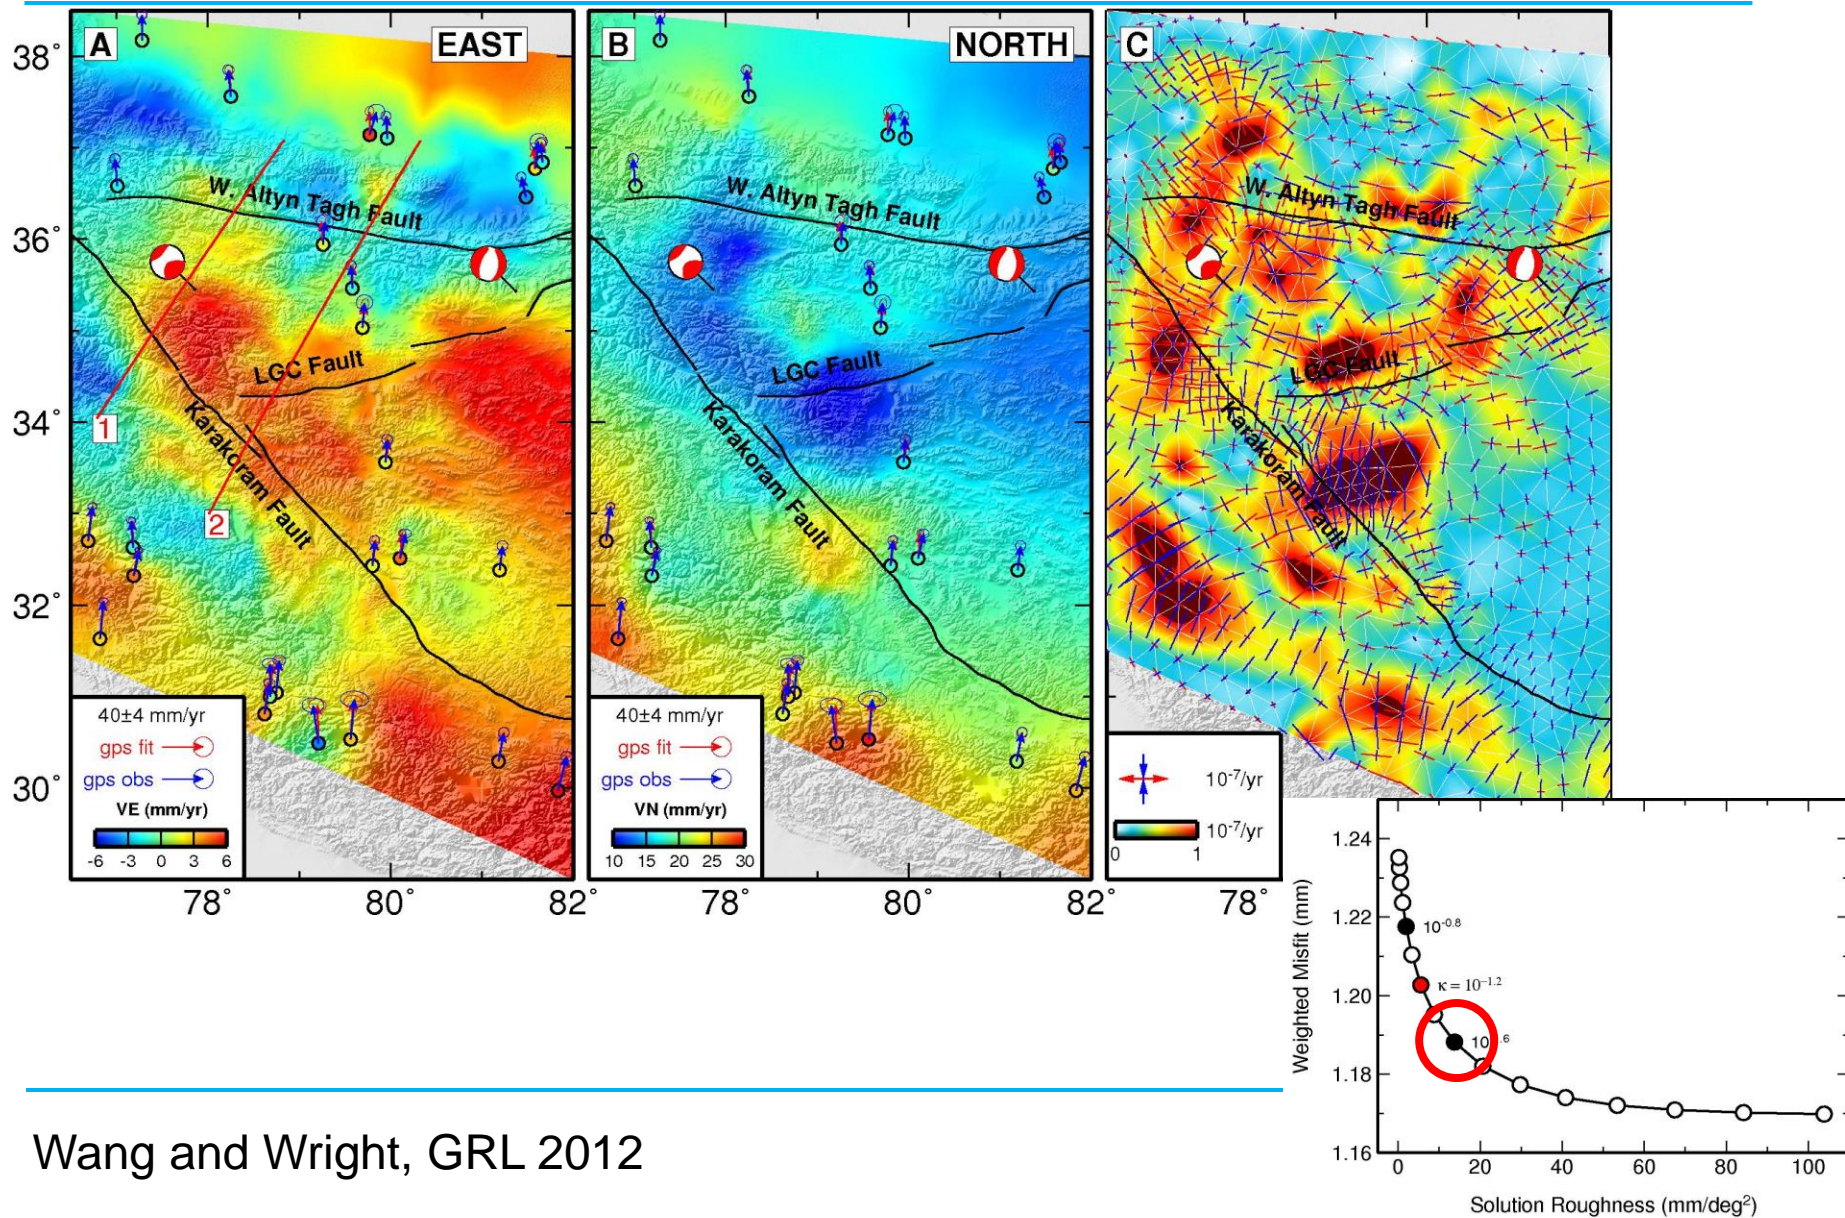 A
EAST
B
NORTH
C
38°
36°
34°
32°
30°
W. Altyn Tagh Fault
LGC Fault
Karakoram Fault
1
2
40±4 mm/yr
gps fit
gps obs
VE (mm/yr)
-6 -3 0 3 6
78° 80° 82
W. Altyn Tagh Fault
LGC Fault
Karakoram Fault
40±4 mm/yr
gps fit
gps obs
VN (mm/yr)
10 15 20 25 30
78° 80° 82
W. Altyn Tagh Fault
LGC Fault
Karakoram Fault
10⁻⁷/yr
10⁻⁷/yr
0 1
78°
Weighted Misfit (mm)
1.24
1.22
1.20
1.18
1.16
10⁻⁰·⁸
κ = 10⁻¹·²
0 20 40 60 80 100
Solution Roughness (mm/deg²)
Wang and Wright, GRL 2012